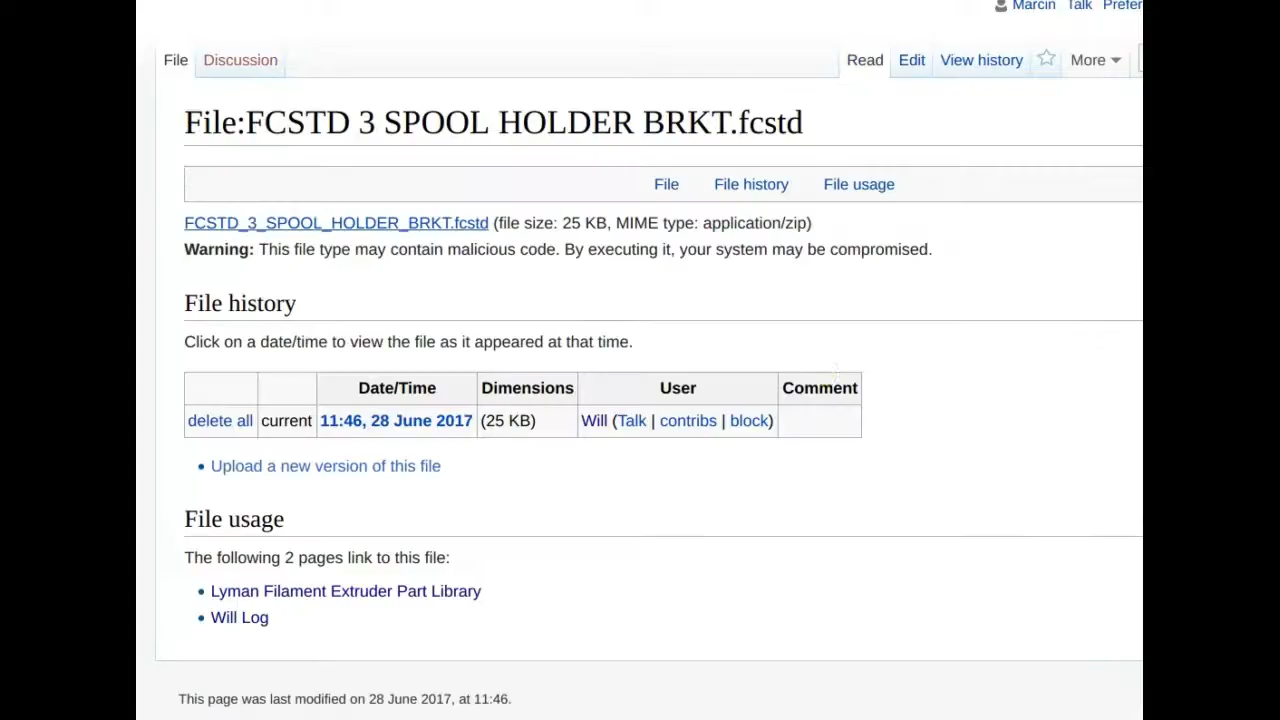 Marcin Talk Prefer
File Discussion Read Edit View history More
File:FCSTD 3 SPOOL HOLDER BRKT.fcstd
File File history File usage
FCSTD_3_SPOOL_HOLDER_BRKT.fcstd (file size: 25 KB, MIME type: application/zip)
Warning: This file type may contain malicious code. By executing it, your system may be compromised.
File history
Click on a date/time to view the file as it appeared at that time.
Date/Time Dimensions User Comment
delete all current 11:46, 28 June 2017 (25 KB) Will (Talk | contribs | block)
• Upload a new version of this file
File usage
The following 2 pages link to this file:
• Lyman Filament Extruder Part Library
• Will Log
This page was last modified on 28 June 2017, at 11:46.